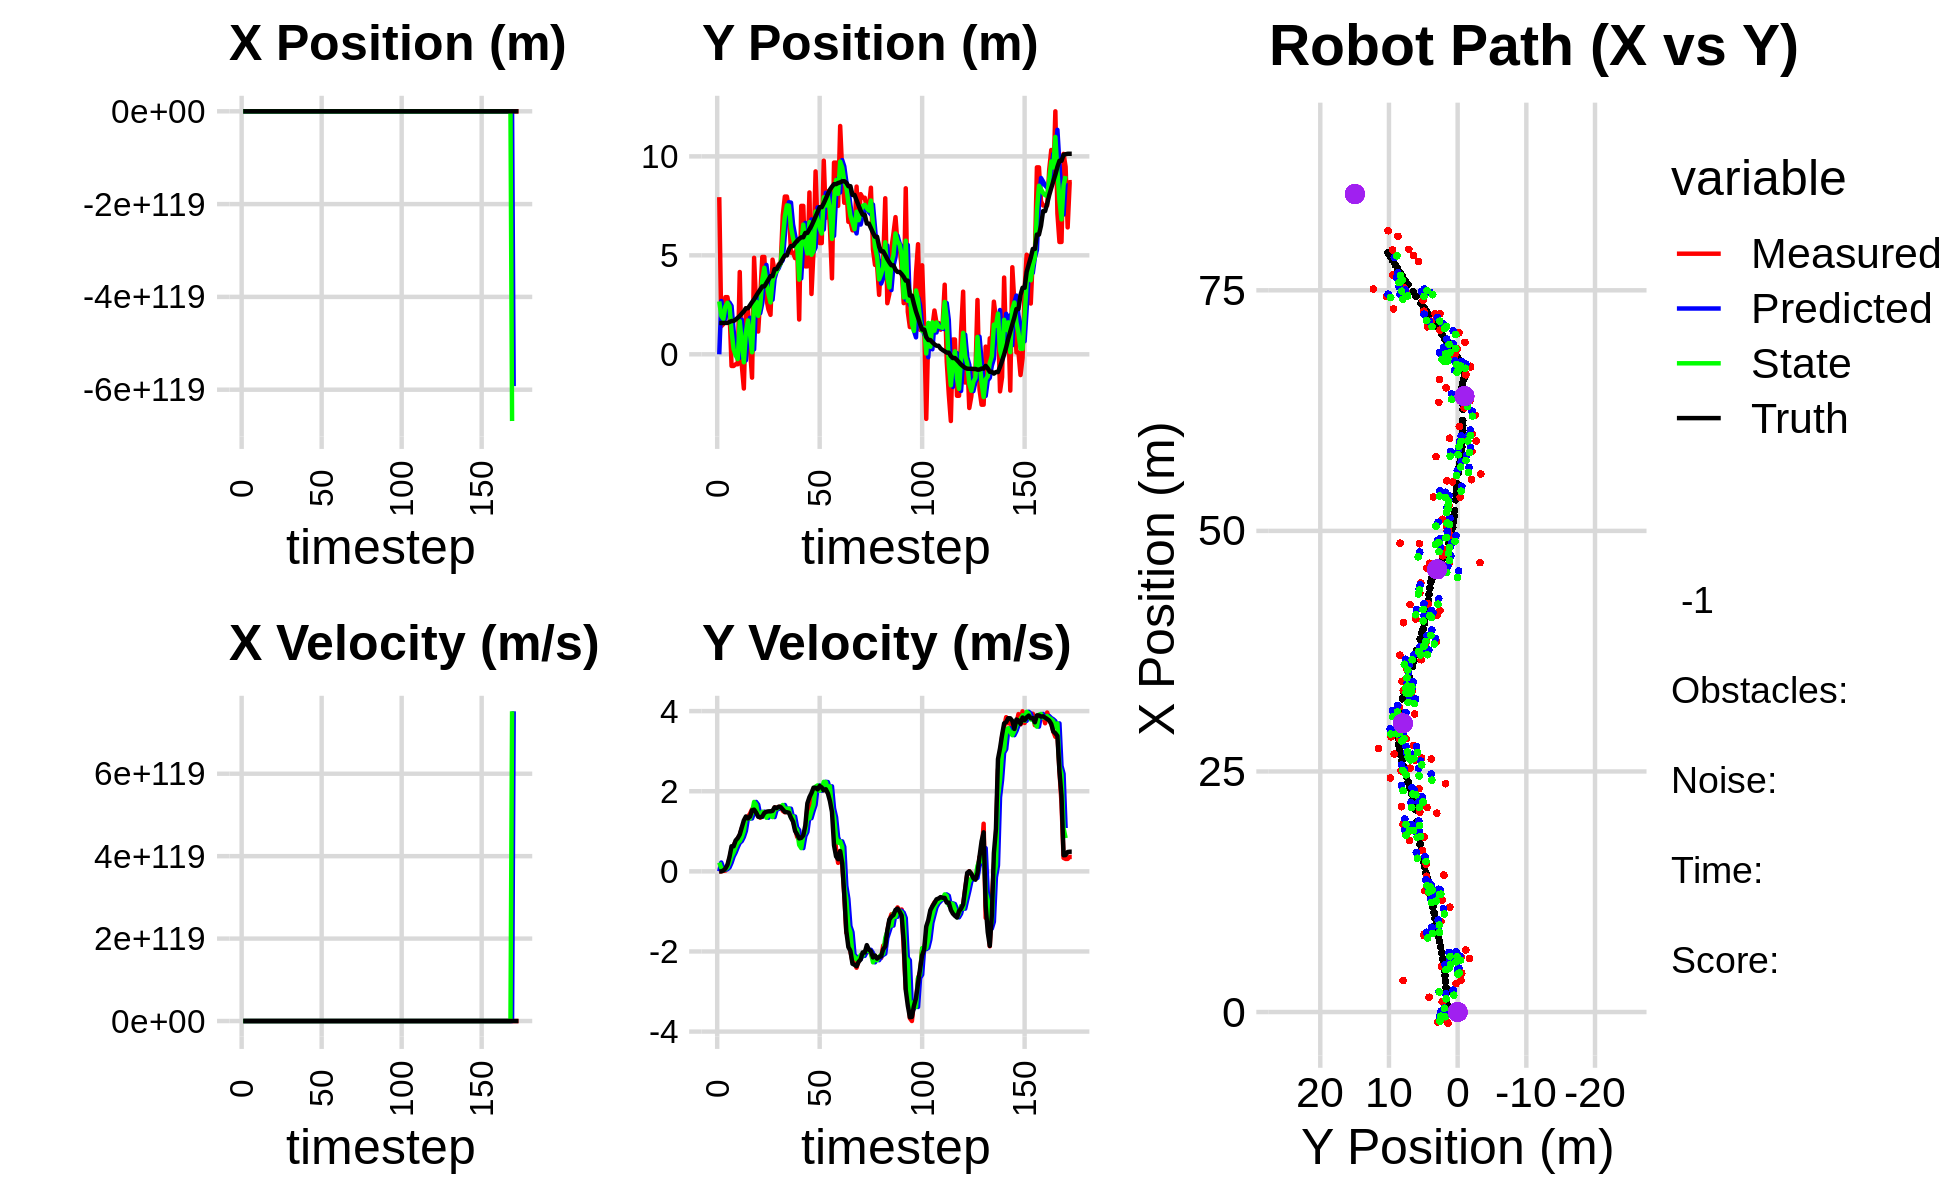 X Position (m)
0e+00
-2e+119
-4e+119
-6e+119
0
50
100
150
timestep
Y Position (m)
10
5
0
0
50
100
150
timestep
X Velocity (m/s)
6e+119
4e+119
2e+119
0e+00
0
50
100
150
timestep
Y Velocity (m/s)
4
2
0
-2
-4
0
50
100
150
timestep
Robot Path (X vs Y)
X Position (m)
75
50
25
0
20
10
0
-10
-20
Y Position (m)
variable
Measured
Predicted
State
Truth
-1
Obstacles:
Noise:
Time:
Score: